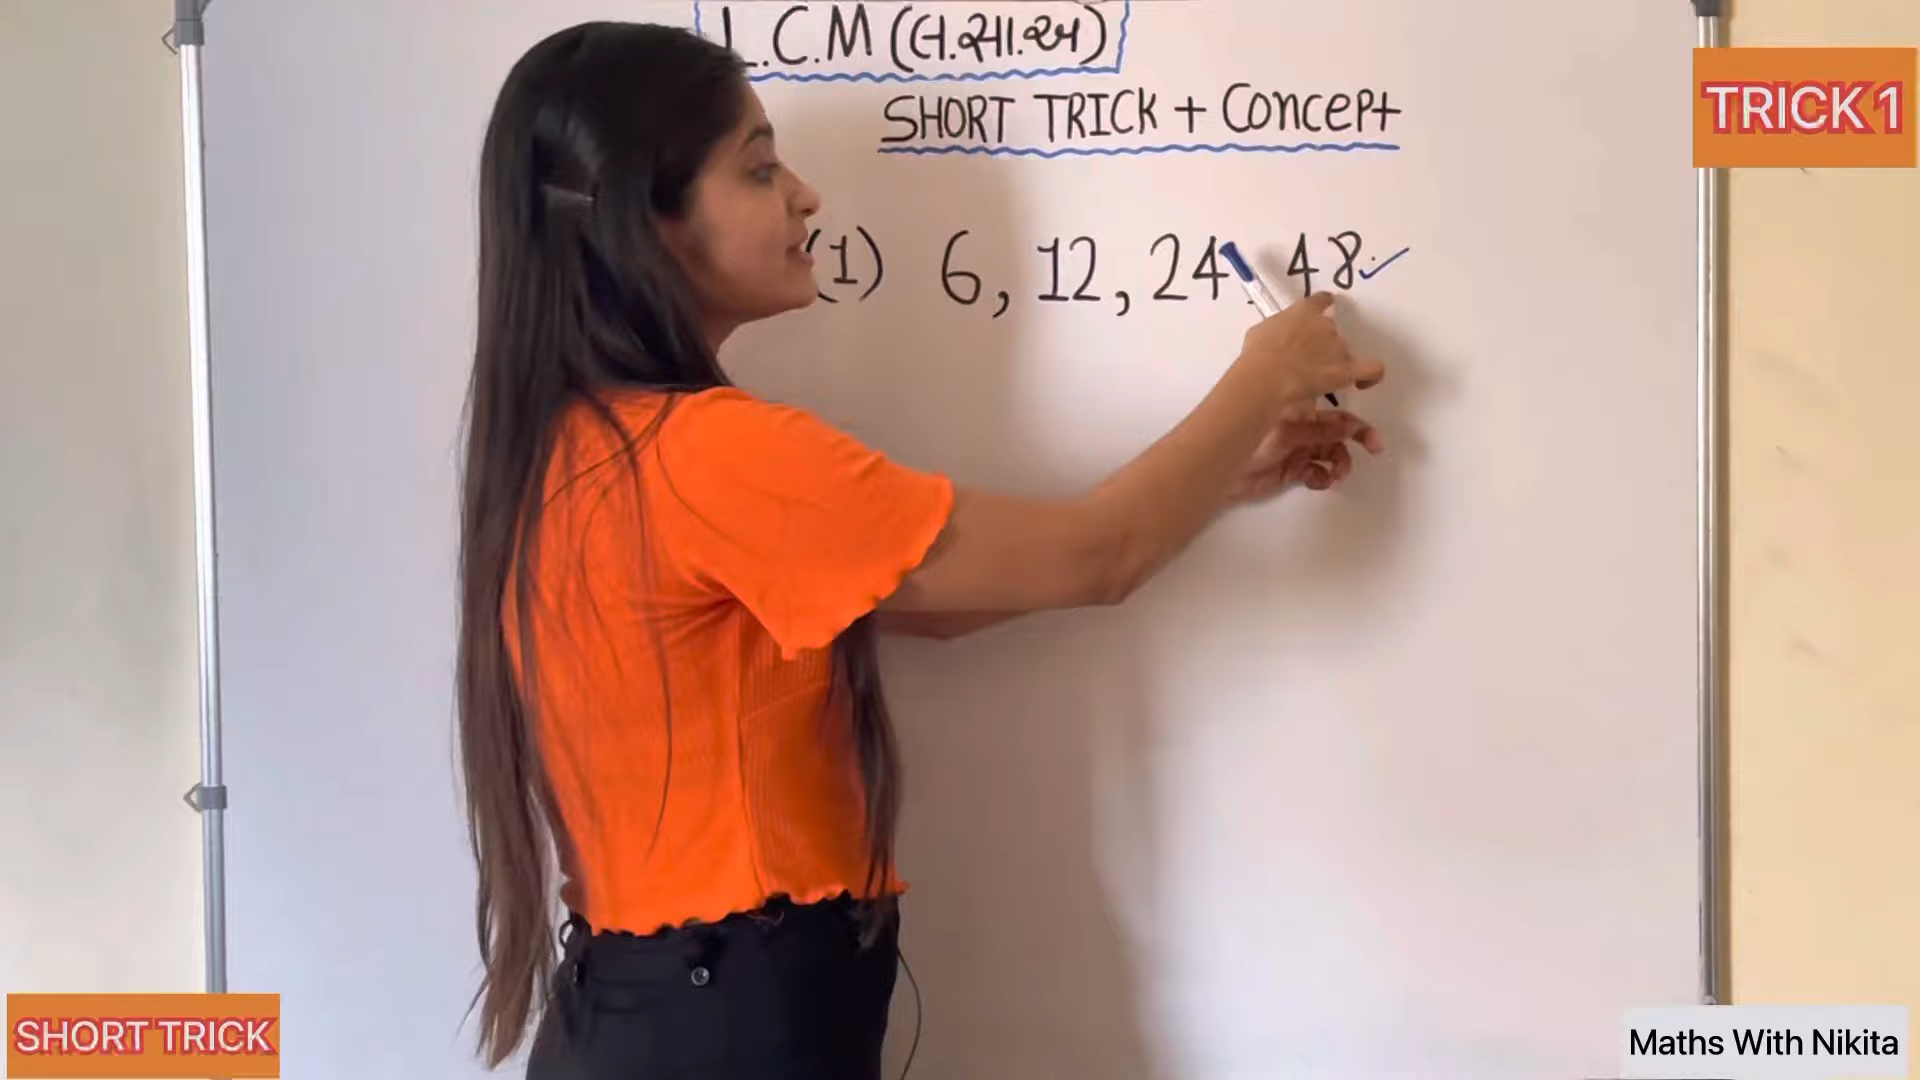 L.C.M (લ.સા.અ)
SHORT TRICK + Concept
TRICK 1
(1) 6, 12, 24, 48 ✓
SHORT TRICK
Maths With Nikita